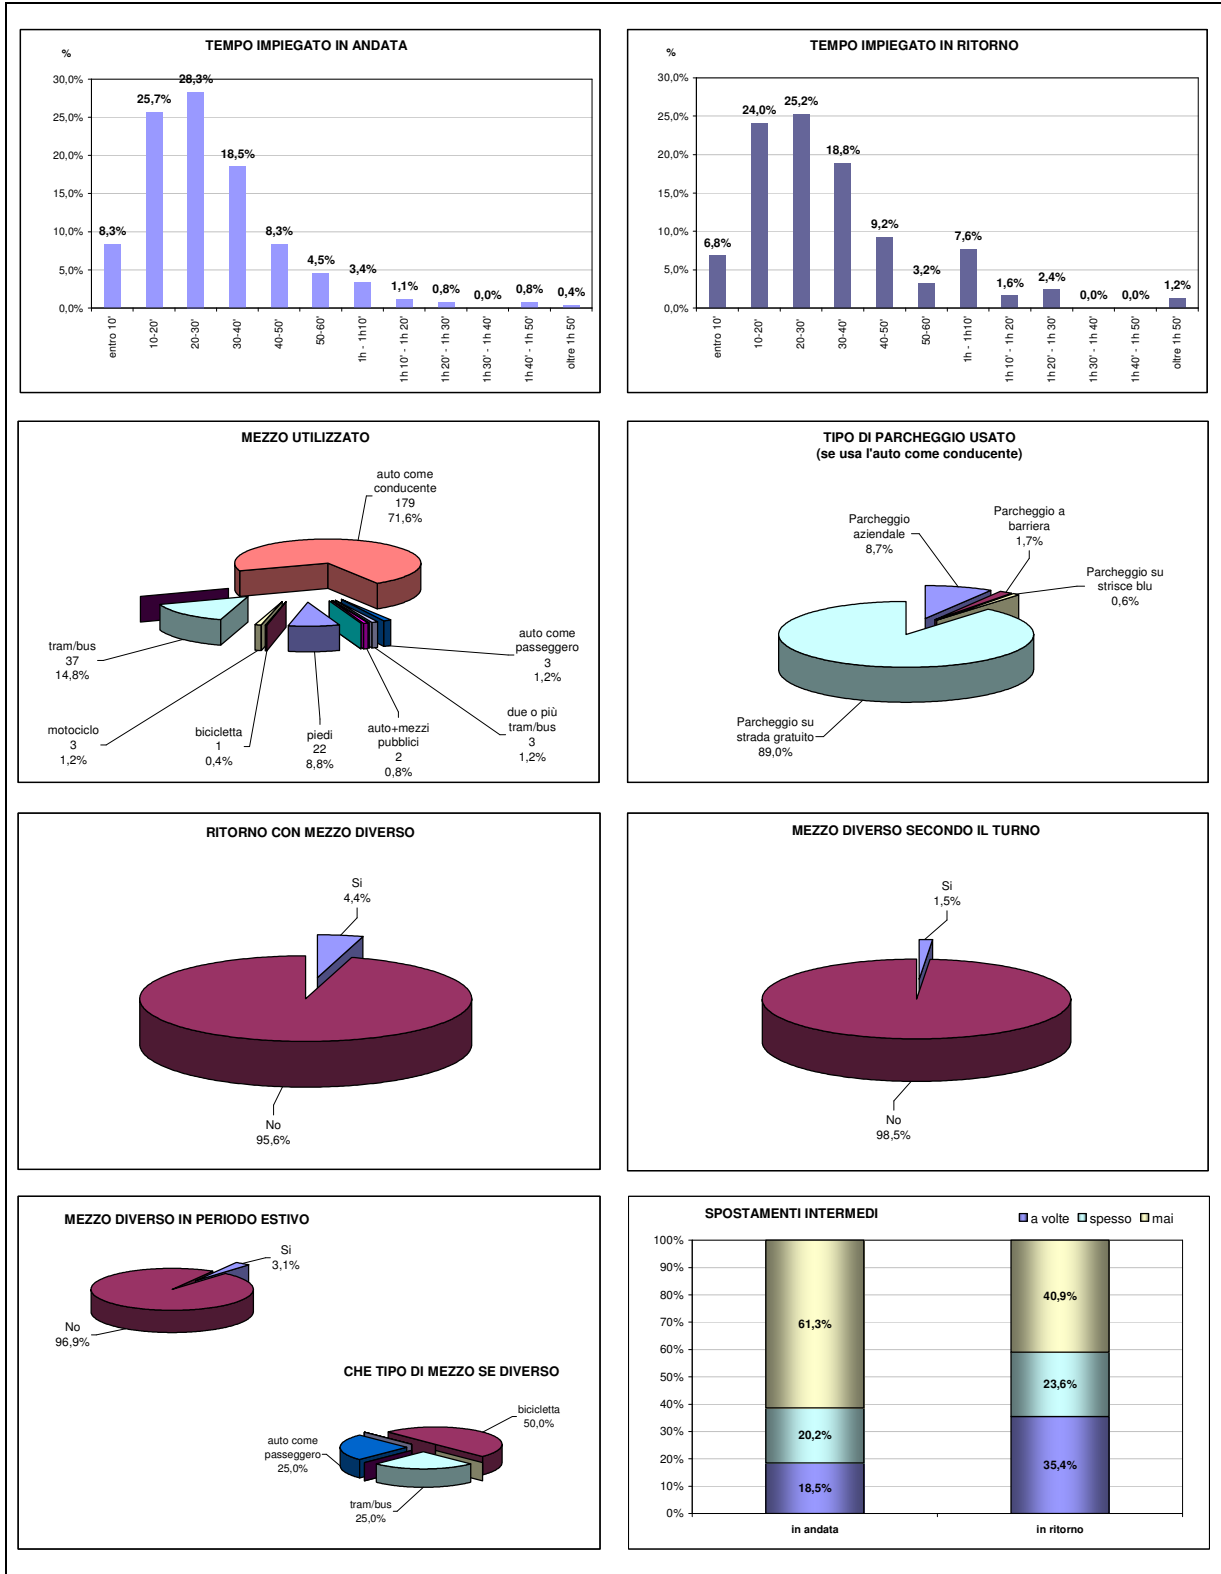 TEMPO IMPIEGATO IN ANDATA
%
30,0%
25,0%
20,0%
15,0%
10,0%
5,0%
0,0%
8,3%
25,7%
28,3%
18,5%
8,3%
4,5%
3,4%
1,1%
0,8%
0,0%
0,8%
0,4%
entro 10'
10-20'
20-30'
30-40'
40-50'
50-60'
1h - 1h10'
1h 10' - 1h 20'
1h 20' - 1h 30'
1h 30' - 1h 40'
1h 40' - 1h 50'
oltre 1h 50'
TEMPO IMPIEGATO IN RITORNO
%
30,0%
25,0%
20,0%
15,0%
10,0%
5,0%
0,0%
6,8%
24,0%
25,2%
18,8%
9,2%
3,2%
7,6%
1,6%
2,4%
0,0%
0,0%
1,2%
entro 10'
10-20'
20-30'
30-40'
40-50'
50-60'
1h - 1h10'
1h 10' - 1h 20'
1h 20' - 1h 30'
1h 30' - 1h 40'
1h 40' - 1h 50'
oltre 1h 50'
MEZZO UTILIZZATO
auto come
conducente
179
71,6%
tram/bus
37
14,8%
motociclo
3
1,2%
bicicletta
1
0,4%
piedi
22
8,8%
auto+mezzi
pubblici
2
0,8%
due o più
tram/bus
3
1,2%
auto come
passeggero
3
1,2%
TIPO DI PARCHEGGIO USATO
(se usa l'auto come conducente)
Parcheggio
aziendale
8,7%
Parcheggio a
barriera
1,7%
Parcheggio su
strisce blu
0,6%
Parcheggio su
strada gratuito
89,0%
RITORNO CON MEZZO DIVERSO
Si
4,4%
No
95,6%
MEZZO DIVERSO SECONDO IL TURNO
Si
1,5%
No
98,5%
MEZZO DIVERSO IN PERIODO ESTIVO
Si
3,1%
No
96,9%
CHE TIPO DI MEZZO SE DIVERSO
bicicletta
50,0%
auto come
passeggero
25,0%
tram/bus
25,0%
SPOSTAMENTI INTERMEDI
a volte spesso mai
100%
90%
80%
70%
60%
50%
40%
30%
20%
10%
0%
61,3%
20,2%
18,5%
40,9%
23,6%
35,4%
in andata
in ritorno